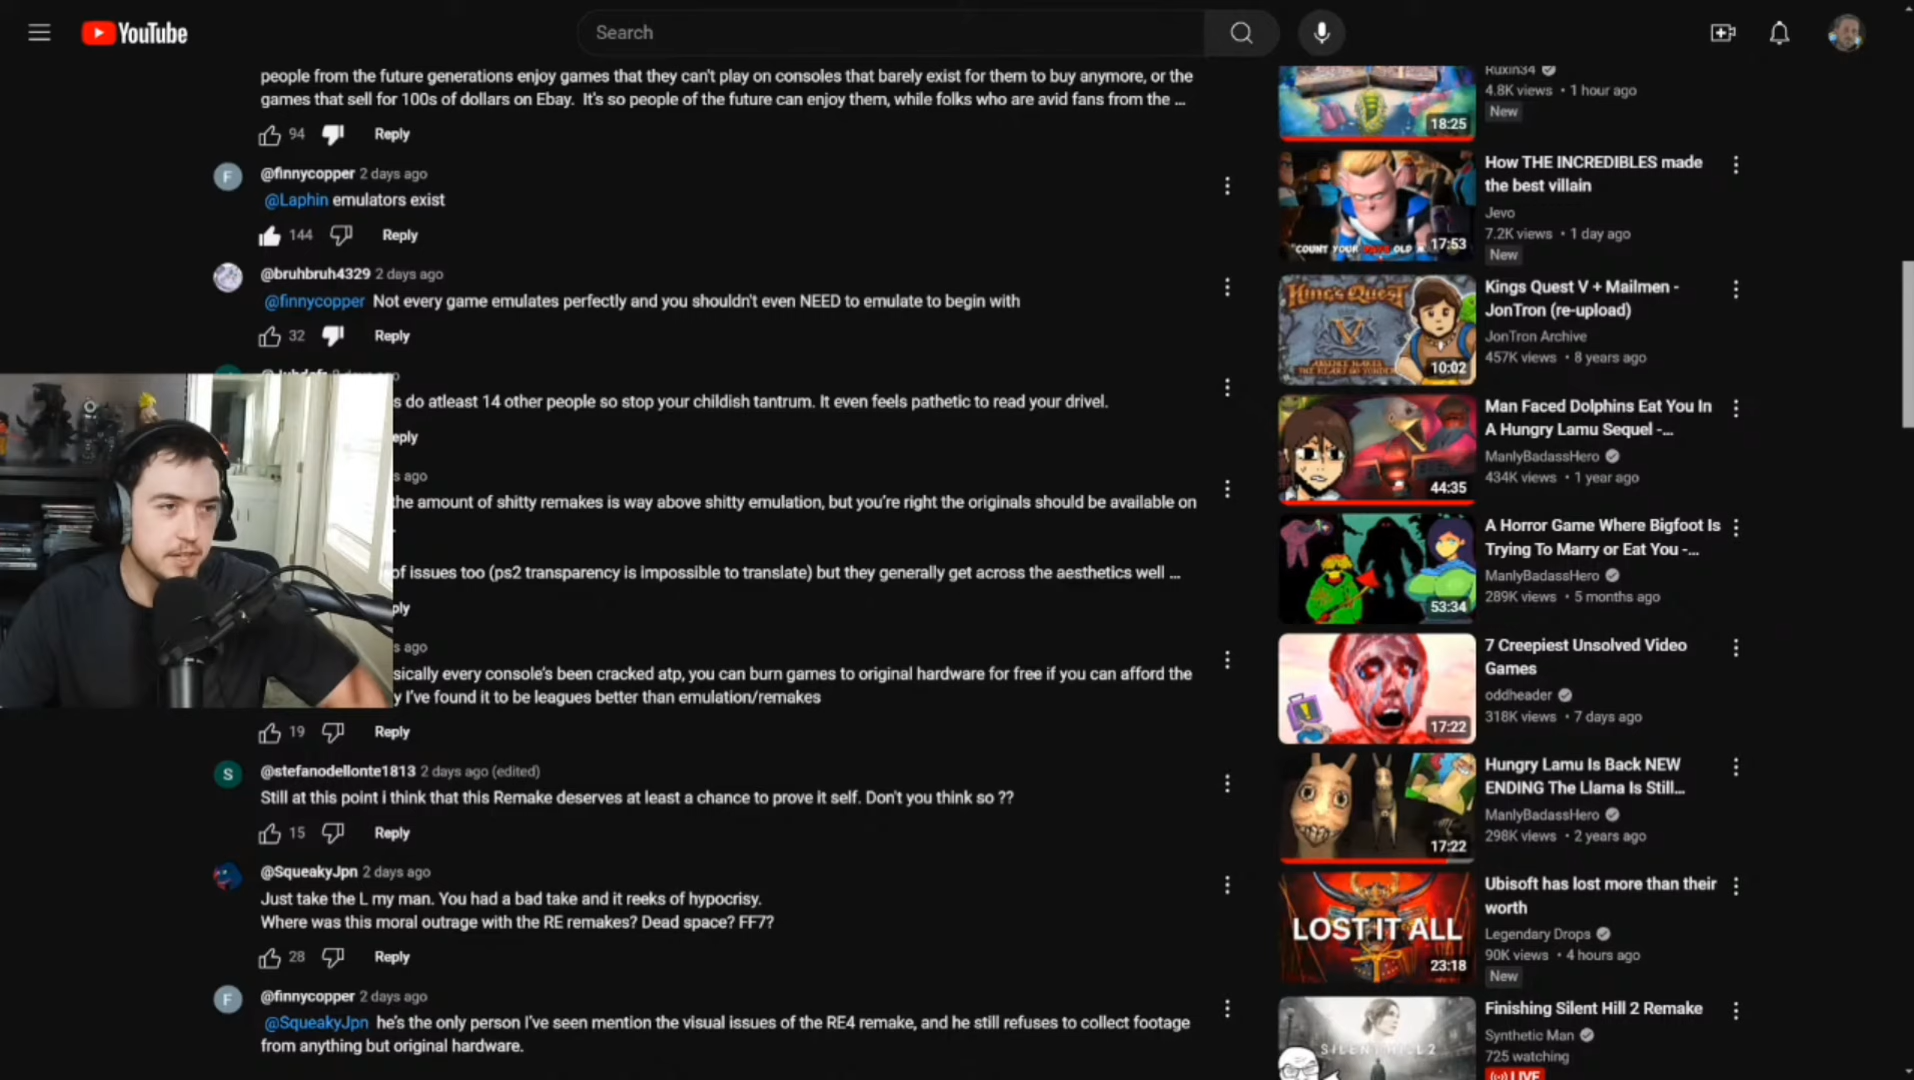 YouTube
Search
people from the future generations enjoy games that they can't play on consoles that barely exist for them to buy anymore, or the
games that sell for 100s of dollars on Ebay. It's so people of the future can enjoy them, while folks who are avid fans from the ...
94 Reply
@finnycopper 2 days ago
@Laphin emulators exist
144 Reply
@bruhbruh4329 2 days ago
@finnycopper Not every game emulates perfectly and you shouldn't even NEED to emulate to begin with
32 Reply
s do atleast 14 other people so stop your childish tantrum. It even feels pathetic to read your drivel.
eply
s ago
the amount of shitty remakes is way above shitty emulation, but you're right the originals should be available on
of issues too (ps2 transparency is impossible to translate) but they generally get across the aesthetics well ...
ply
s ago
sically every console's been cracked atp, you can burn games to original hardware for free if you can afford the
y I've found it to be leagues better than emulation/remakes
19 Reply
S
@stefanodellonte1813 2 days ago (edited)
Still at this point i think that this Remake deserves at least a chance to prove it self. Don't you think so ??
15 Reply
@SqueakyJpn 2 days ago
Just take the L my man. You had a bad take and it reeks of hypocrisy.
Where was this moral outrage with the RE remakes? Dead space? FF7?
28 Reply
F
@finnycopper 2 days ago
@SqueakyJpn he's the only person I've seen mention the visual issues of the RE4 remake, and he still refuses to collect footage
from anything but original hardware.
Ruxin34
4.8K views • 1 hour ago
New
18:25
How THE INCREDIBLES made
the best villain
Jevo
7.2K views • 1 day ago
New
17:53
Kings Quest V + Mailmen -
JonTron (re-upload)
JonTron Archive
457K views • 8 years ago
KING'S QUEST
V
10:02
Man Faced Dolphins Eat You In
A Hungry Lamu Sequel -...
ManlyBadassHero
434K views • 1 year ago
44:35
A Horror Game Where Bigfoot Is
Trying To Marry or Eat You -...
ManlyBadassHero
289K views • 5 months ago
53:34
7 Creepiest Unsolved Video
Games
oddheader
318K views • 7 days ago
17:22
Hungry Lamu Is Back NEW
ENDING The Llama Is Still...
ManlyBadassHero
298K views • 2 years ago
17:22
Ubisoft has lost more than their
worth
Legendary Drops
90K views • 4 hours ago
New
LOST IT ALL
23:18
Finishing Silent Hill 2 Remake
Synthetic Man
725 watching
LIVE
SILENT HILL 2